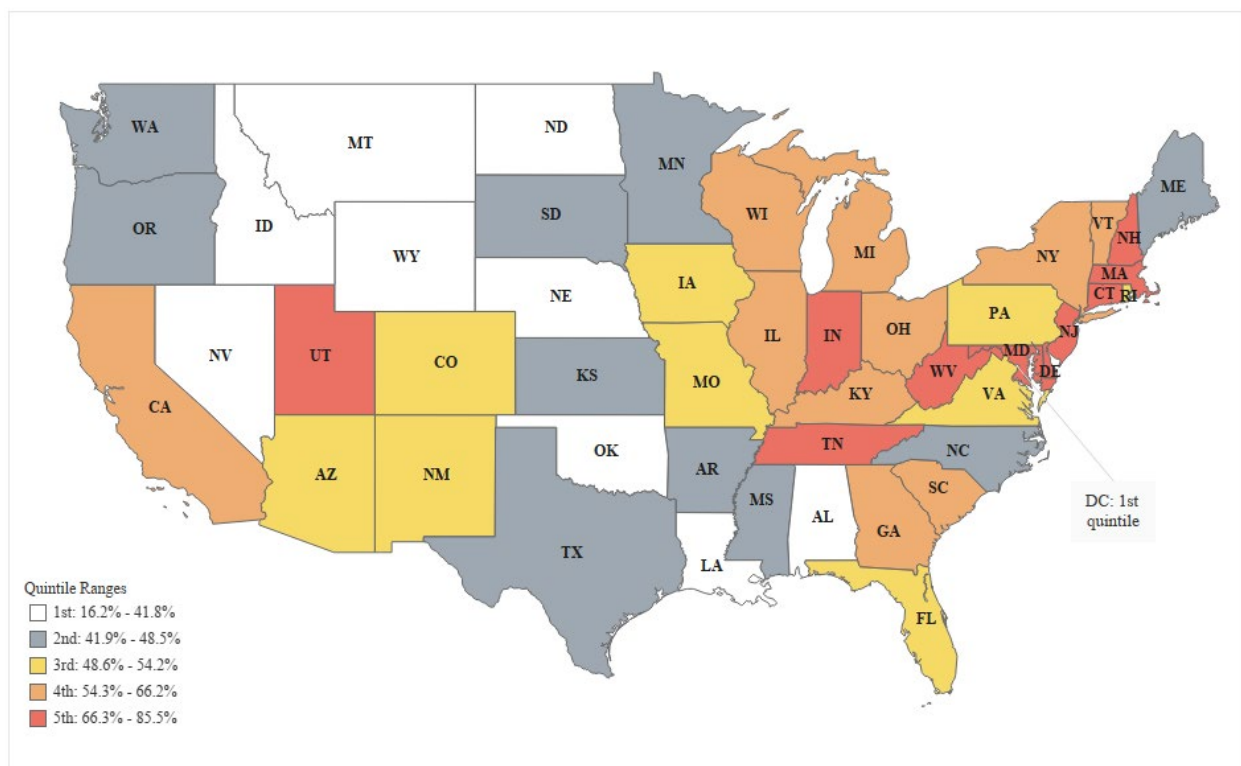 WA
MT
ND
MN
ME
OR
ID
SD
WI
VT
NH
NY
MI
MA
WY
CT
RI
IA
NE
PA
NJ
NV
UT
CO
IL
IN
OH
MD
DE
WV
KS
MO
VA
CA
KY
TN
NC
OK
AZ
NM
AR
SC
MS
AL
GA
DC: 1st
quintile
TX
LA
FL
Quintile Ranges
1st: 16.2% - 41.8%
2nd: 41.9% - 48.5%
3rd: 48.6% - 54.2%
4th: 54.3% - 66.2%
5th: 66.3% - 85.5%